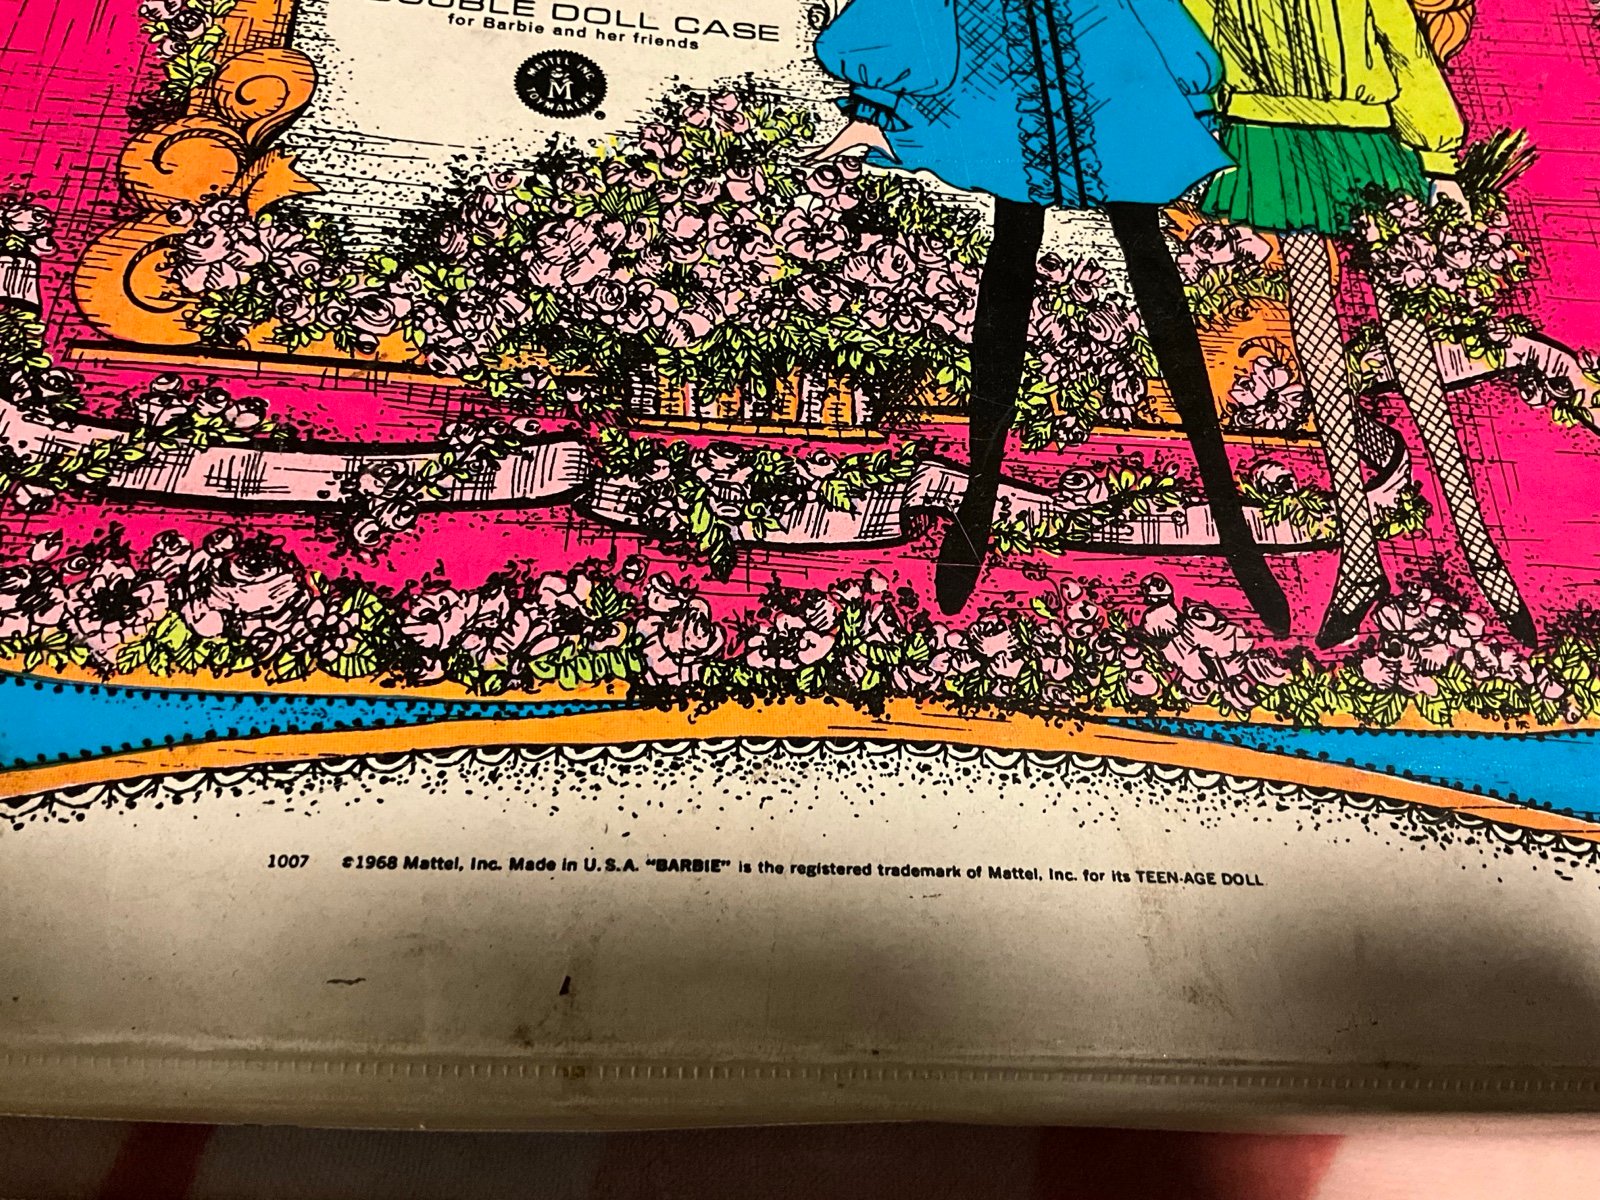 DOUBLE DOLL CASE
for Barbie and her friends
MATTEL, INC.
M
TOYMAKERS
®
1007 ©1968 Mattel, Inc. Made in U.S.A. "BARBIE" is the registered trademark of Mattel, Inc. for its TEEN-AGE DOLL